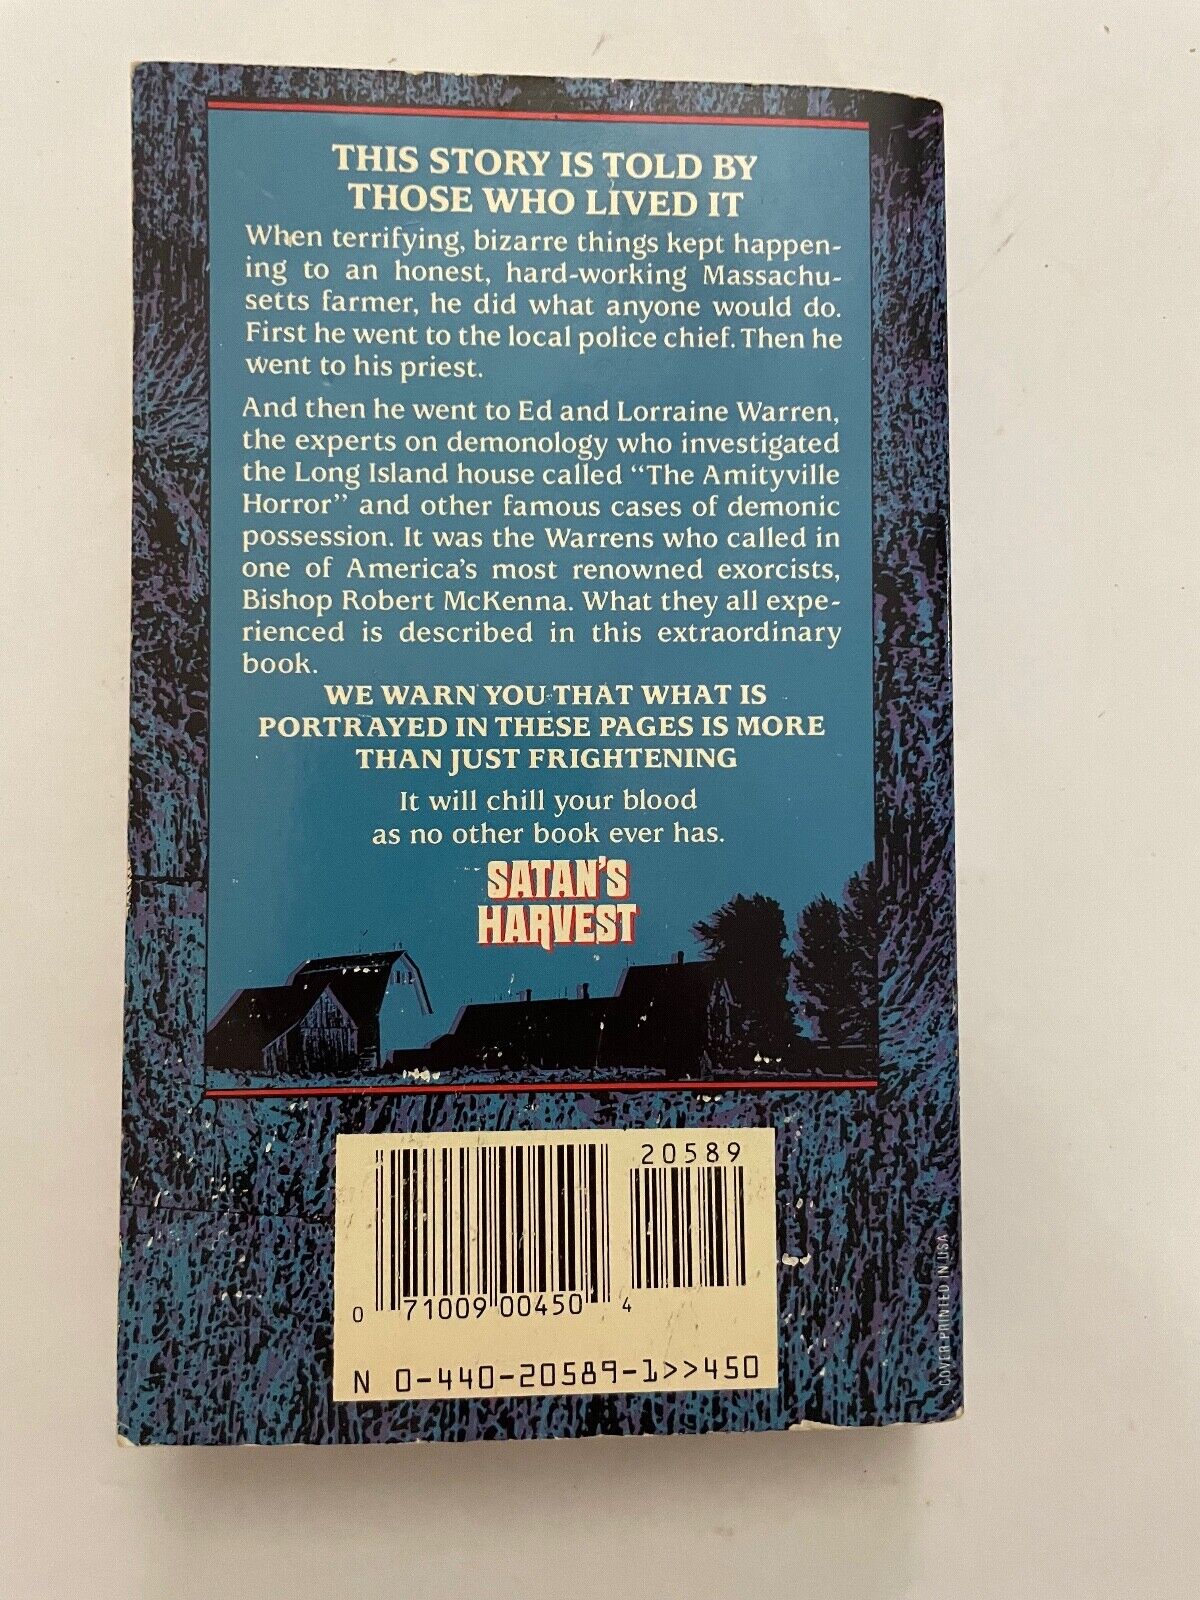 THIS STORY IS TOLD BY
THOSE WHO LIVED IT
When terrifying, bizarre things kept happen-
ing to an honest, hard-working Massachu-
setts farmer, he did what anyone would do.
First he went to the local police chief. Then he
went to his priest.
And then he went to Ed and Lorraine Warren,
the experts on demonology who investigated
the Long Island house called “The Amityville
Horror” and other famous cases of demonic
possession. It was the Warrens who called in
one of America's most renowned exorcists,
Bishop Robert McKenna. What they all expe-
rienced is described in this extraordinary
book.
WE WARN YOU THAT WHAT IS
PORTRAYED IN THESE PAGES IS MORE
THAN JUST FRIGHTENING
It will chill your blood
as no other book ever has.
SATAN'S
HARVEST
20589
0 71009 00450 4
N 0-440-20589-1>>450
COVER PRINTED IN USA